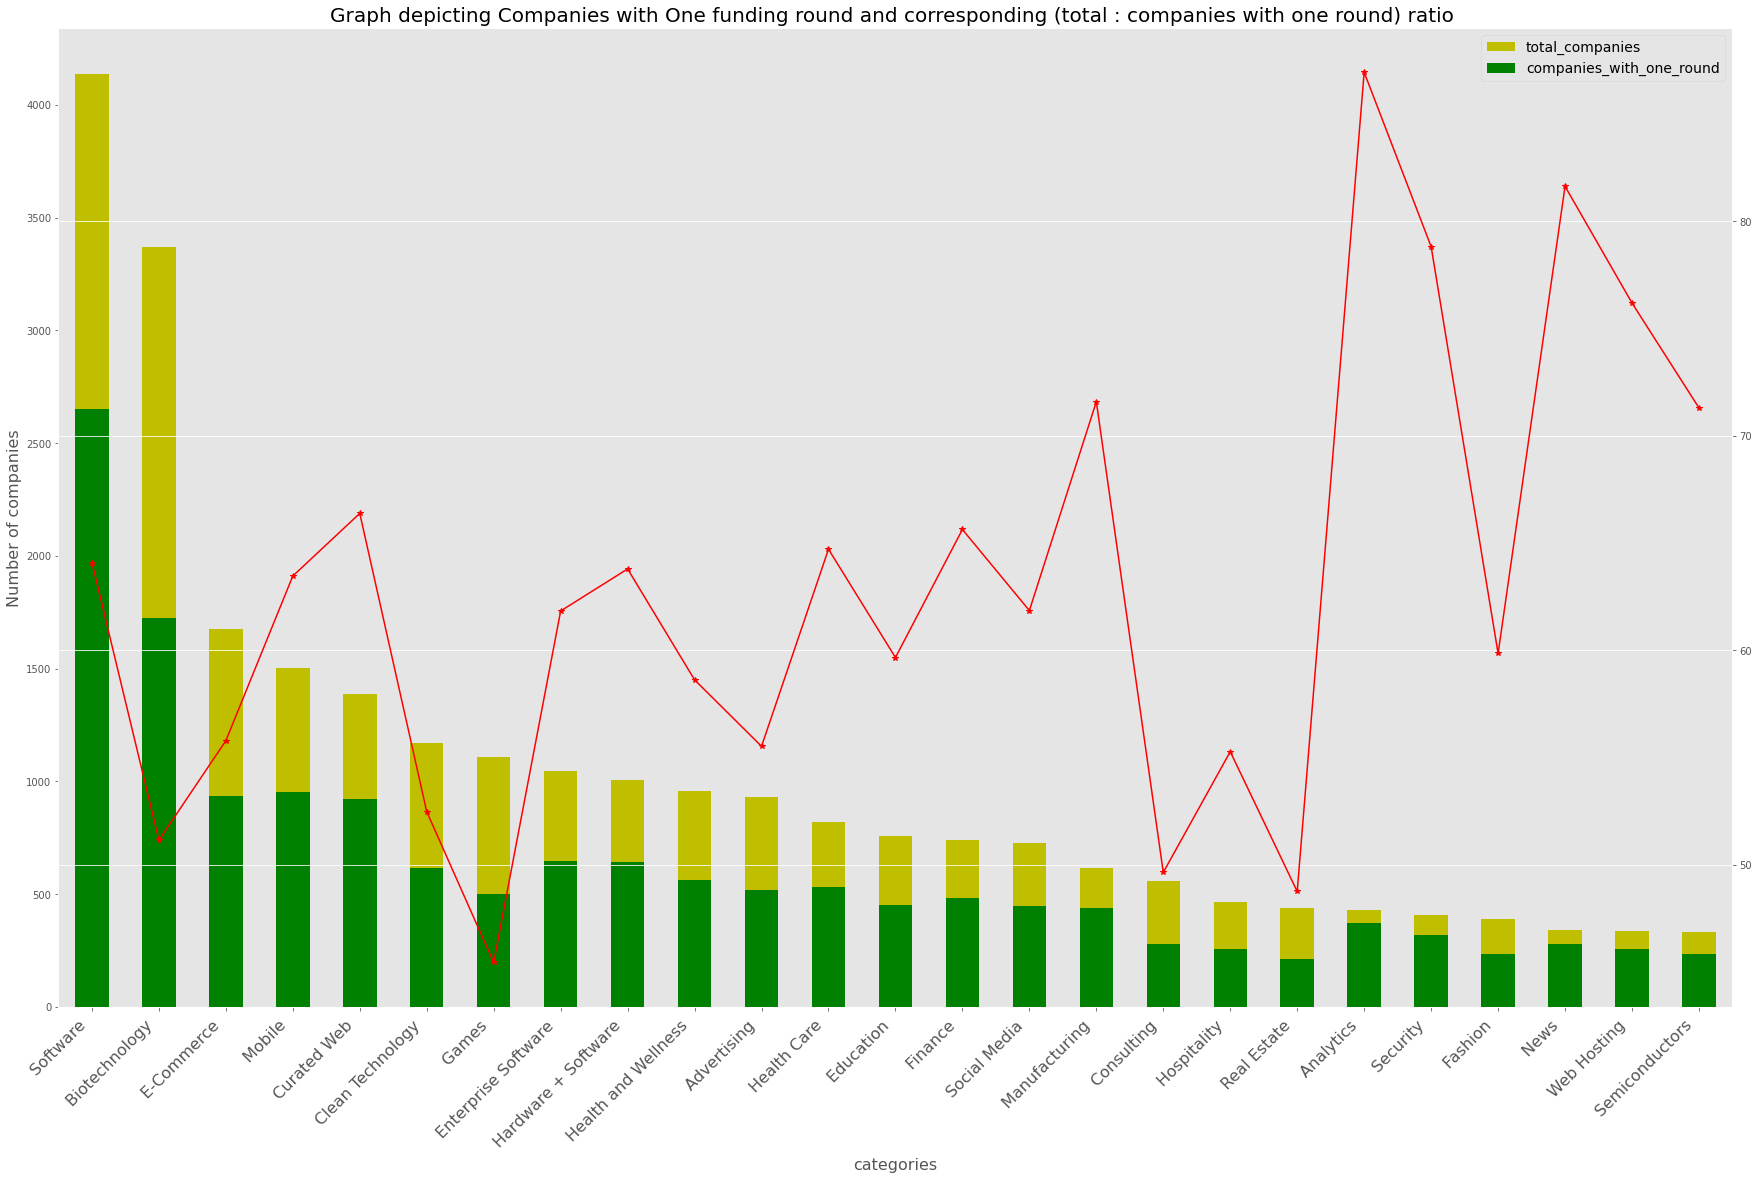 Graph depicting Companies with One funding round and corresponding (total : companies with one round) ratio
total_companies
companies_with_one_round
Number of companies
4000
3500
3000
2500
2000
1500
1000
500
0
80
70
60
50
Software
Biotechnology
E-Commerce
Mobile
Curated Web
Clean Technology
Games
Enterprise Software
Hardware + Software
Health and Wellness
Advertising
Health Care
Education
Finance
Social Media
Manufacturing
Consulting
Hospitality
Real Estate
Analytics
Security
Fashion
News
Web Hosting
Semiconductors
categories